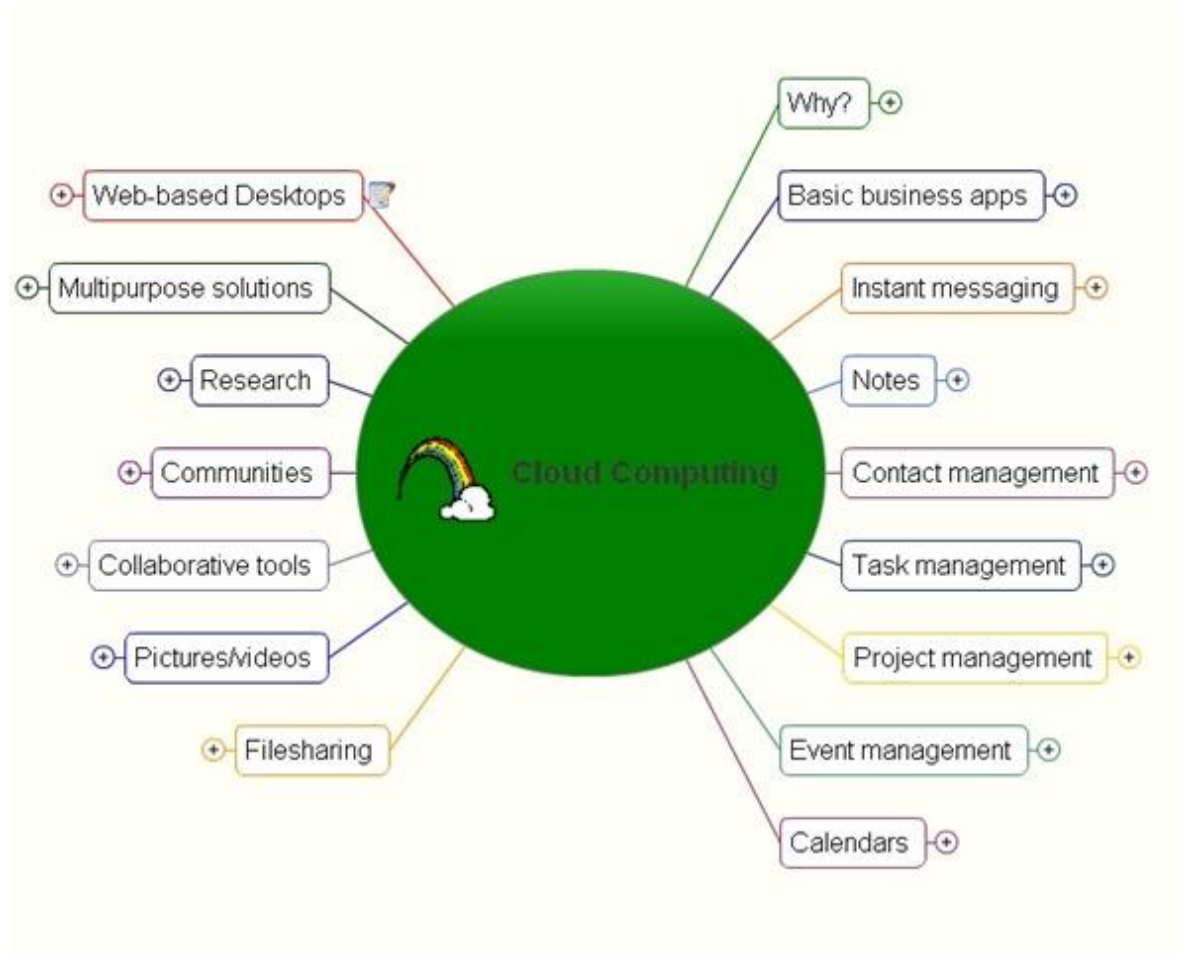 Why?
Web-based Desktops
Basic business apps
Multipurpose solutions
Instant messaging
Research
Notes
Communities
Cloud Computing
Contact management
Collaborative tools
Task management
Pictures/videos
Project management
Filesharing
Event management
Calendars